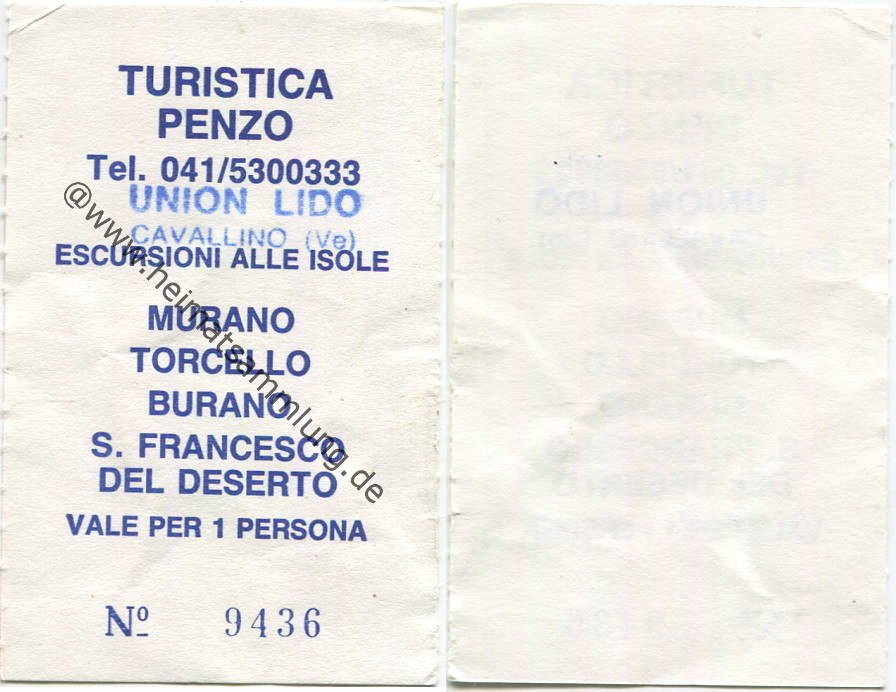 TURISTICA
PENZO
Tel. 041/5300333
UNION LIDO
CAVALLINO (Ve)
ESCURSIONI ALLE ISOLE
MURANO
TORCELLO
BURANO
S. FRANCESCO
DEL DESERTO
VALE PER 1 PERSONA
Nº 9436
@www.heimatsammlung.de